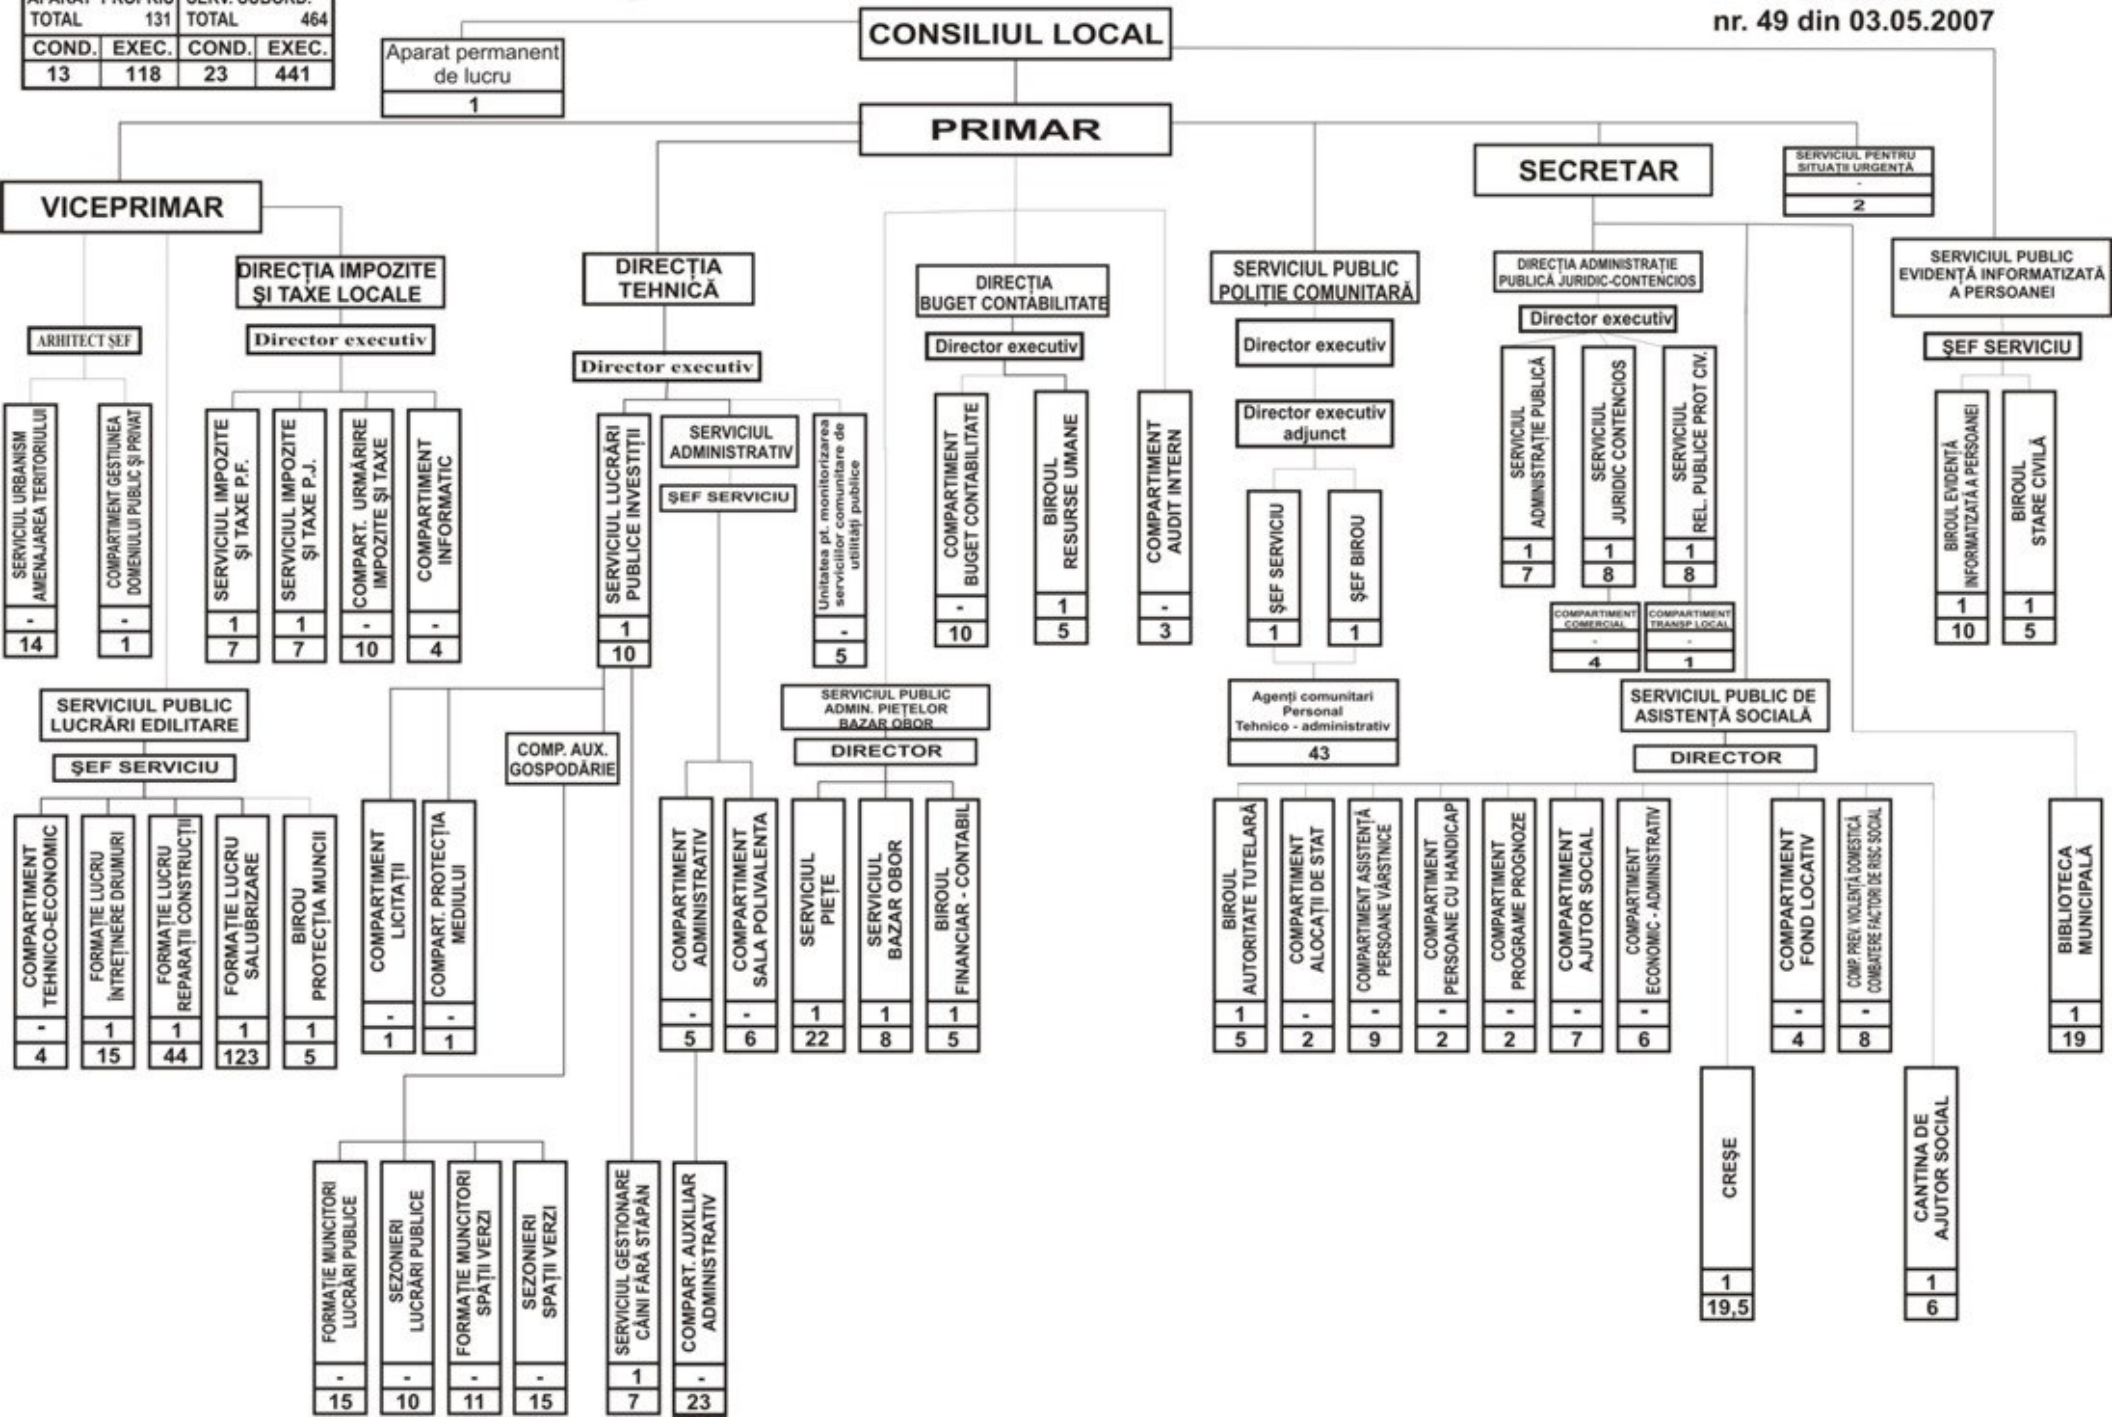 TOTAL 131 TOTAL 464
COND. EXEC. COND. EXEC.
13 118 23 441
Aparat permanent
de lucru
1
CONSILIUL LOCAL
nr. 49 din 03.05.2007
PRIMAR
VICEPRIMAR
SECRETAR
SERVICIUL PENTRU
SITUAȚII URGENȚĂ
-
2
DIRECȚIA IMPOZITE
ȘI TAXE LOCALE
Director executiv
DIRECȚIA
TEHNICĂ
Director executiv
DIRECȚIA
BUGET CONTABILITATE
Director executiv
SERVICIUL PUBLIC
POLIȚIE COMUNITARĂ
Director executiv
Director executiv
adjunct
DIRECȚIA ADMINISTRAȚIE
PUBLICĂ JURIDIC-CONTENCIOS
Director executiv
SERVICIUL PUBLIC
EVIDENȚĂ INFORMATIZATĂ
A PERSOANEI
ȘEF SERVICIU
ARHITECT ȘEF
SERVICIUL URBANISM
AMENAJAREA TERITORIULUI
-
14
COMPARTIMENT GESTIUNEA
DOMENIULUI PUBLIC ȘI PRIVAT
-
1
SERVICIUL IMPOZITE
ȘI TAXE P.F.
1
7
SERVICIUL IMPOZITE
ȘI TAXE P.J.
1
7
COMPART. URMĂRIRE
IMPOZITE ȘI TAXE
-
10
COMPARTIMENT
INFORMATIC
-
4
SERVICIUL LUCRĂRI
PUBLICE INVESTIȚII
1
10
SERVICIUL
ADMINISTRATIV
ȘEF SERVICIU
Unitatea pt. monitorizarea
serviciilor comunitare de
utilități publice
-
5
COMPARTIMENT
BUGET CONTABILITATE
-
10
BIROUL
RESURSE UMANE
1
5
COMPARTIMENT
AUDIT INTERN
-
3
ȘEF SERVICIU
1
ȘEF BIROU
1
Agenți comunitari
Personal
Tehnico - administrativ
43
SERVICIUL
ADMINISTRAȚIE PUBLICĂ
1
7
SERVICIUL
JURIDIC CONTENCIOS
1
8
SERVICIUL
REL. PUBLICE PROT CIV.
1
8
COMPARTIMENT
COMERCIAL
-
4
COMPARTIMENT
TRANSP LOCAL
-
1
BIROUL EVIDENȚĂ
INFORMATIZATĂ A PERSOANEI
1
10
BIROUL
STARE CIVILĂ
1
5
SERVICIUL PUBLIC
LUCRĂRI EDILITARE
ȘEF SERVICIU
COMP. AUX.
GOSPODĂRIE
SERVICIUL PUBLIC
ADMIN. PIEȚELOR
BAZAR OBOR
DIRECTOR
SERVICIUL PUBLIC DE
ASISTENȚĂ SOCIALĂ
DIRECTOR
COMPARTIMENT
TEHNICO-ECONOMIC
-
4
FORMAȚIE LUCRU
ÎNTREȚINERE DRUMURI
1
15
FORMAȚIE LUCRU
REPARAȚII CONSTRUCȚII
1
44
FORMAȚIE LUCRU
SALUBRIZARE
1
123
BIROU
PROTECȚIA MUNCII
1
5
COMPARTIMENT
LICITAȚII
-
1
COMPART. PROTECȚIA
MEDIULUI
-
1
COMPARTIMENT
ADMINISTRATIV
-
5
COMPARTIMENT
SALA POLIVALENTA
-
6
SERVICIUL
PIEȚE
1
22
SERVICIUL
BAZAR OBOR
1
8
BIROUL
FINANCIAR - CONTABIL
1
5
BIROUL
AUTORITATE TUTELARĂ
1
5
COMPARTIMENT
ALOCAȚII DE STAT
-
2
COMPARTIMENT ASISTENȚĂ
PERSOANE VÂRSTNICE
-
9
COMPARTIMENT
PERSOANE CU HANDICAP
-
2
COMPARTIMENT
PROGRAME PROGNOZE
-
2
COMPARTIMENT
AJUTOR SOCIAL
-
7
COMPARTIMENT
ECONOMIC - ADMINISTRATIV
-
6
COMPARTIMENT
FOND LOCATIV
-
4
COMP. PREV. VIOLENȚĂ DOMESTICĂ
COMBATERE FACTORI DE RISC SOCIAL
-
8
BIBLIOTECA
MUNICIPALĂ
1
19
FORMAȚIE MUNCITORI
LUCRĂRI PUBLICE
-
15
SEZONIERI
LUCRĂRI PUBLICE
-
10
FORMAȚIE MUNCITORI
SPAȚII VERZI
-
11
SEZONIERI
SPAȚII VERZI
-
15
SERVICIUL GESTIONARE
CÂINI FĂRĂ STĂPÂN
1
7
COMPART. AUXILIAR
ADMINISTRATIV
-
23
CREȘE
1
19,5
CANTINA DE
AJUTOR SOCIAL
1
6